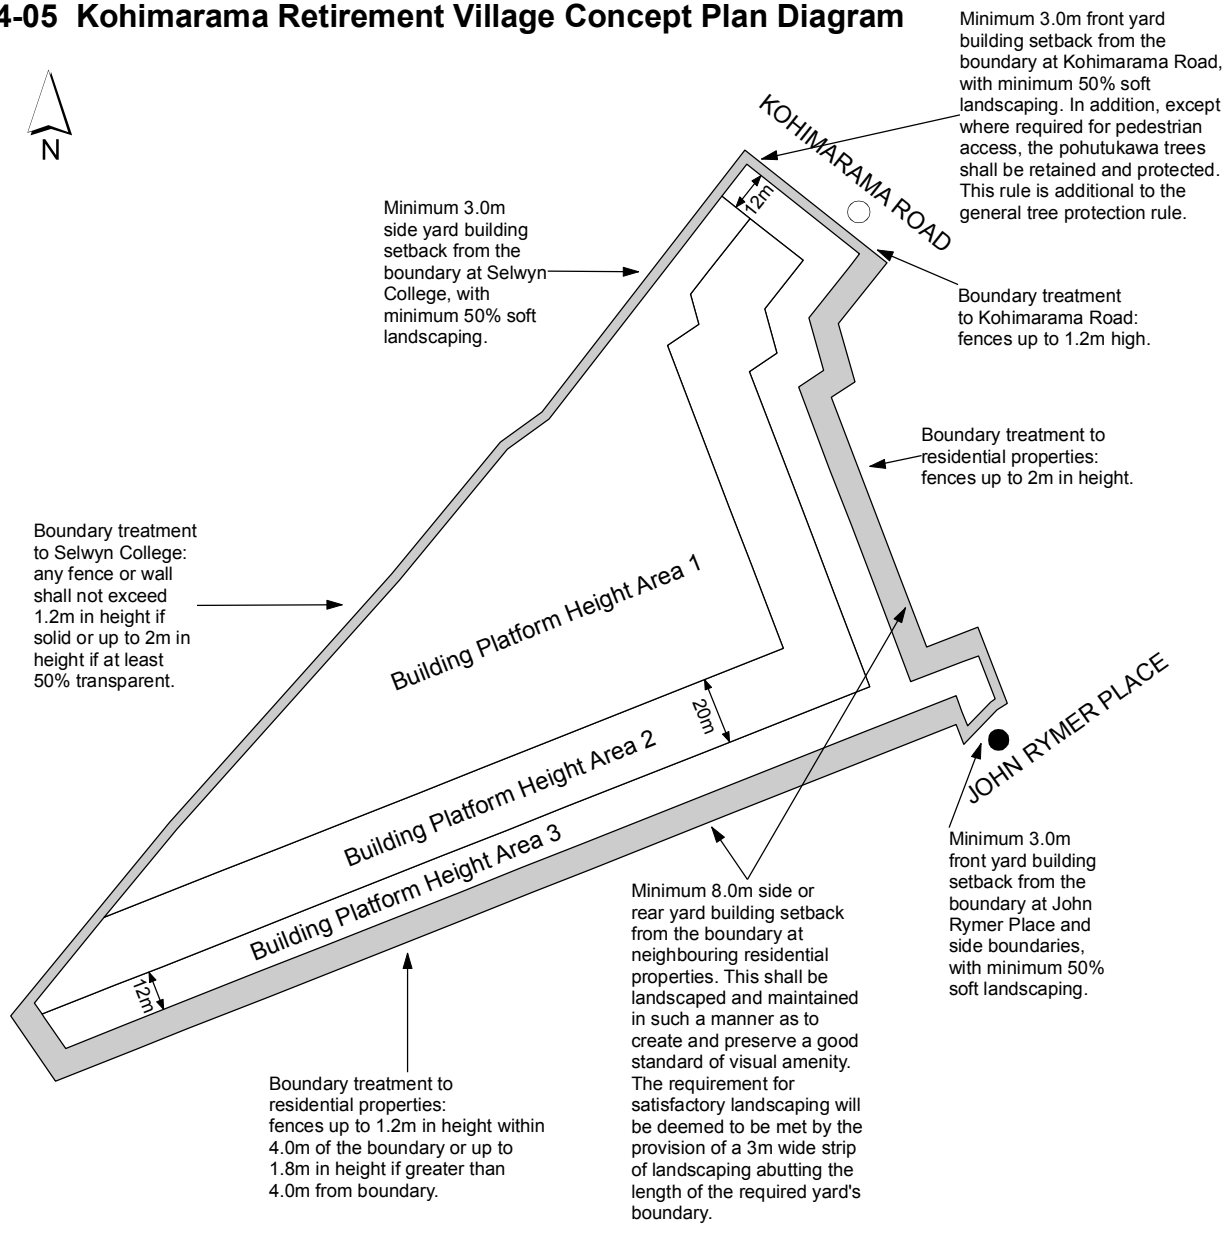 4-05 Kohimarama Retirement Village Concept Plan Diagram
Minimum 3.0m front yard
building setback from the
boundary at Kohimarama Road,
with minimum 50% soft
landscaping. In addition, except
where required for pedestrian
access, the pohutukawa trees
shall be retained and protected.
This rule is additional to the
general tree protection rule.
N
KOHIMARAMA ROAD
12m
Minimum 3.0m
side yard building
setback from the
boundary at Selwyn
College, with
minimum 50% soft
landscaping.
Boundary treatment
to Kohimarama Road:
fences up to 1.2m high.
Boundary treatment to
residential properties:
fences up to 2m in height.
Boundary treatment
to Selwyn College:
any fence or wall
shall not exceed
1.2m in height if
solid or up to 2m in
height if at least
50% transparent.
Building Platform Height Area 1
20m
Building Platform Height Area 2
JOHN RYMER PLACE
Building Platform Height Area 3
12m
Minimum 3.0m
front yard building
setback from the
boundary at John
Rymer Place and
side boundaries,
with minimum 50%
soft landscaping.
Minimum 8.0m side or
rear yard building setback
from the boundary at
neighbouring residential
properties. This shall be
landscaped and maintained
in such a manner as to
create and preserve a good
standard of visual amenity.
The requirement for
satisfactory landscaping will
be deemed to be met by the
provision of a 3m wide strip
of landscaping abutting the
length of the required yard's
boundary.
Boundary treatment to
residential properties:
fences up to 1.2m in height within
4.0m of the boundary or up to
1.8m in height if greater than
4.0m from boundary.